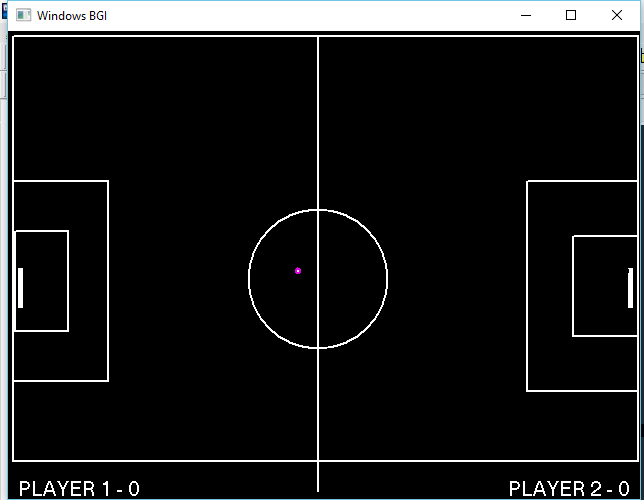 Windows BGI
PLAYER 1 - 0
PLAYER 2 - 0